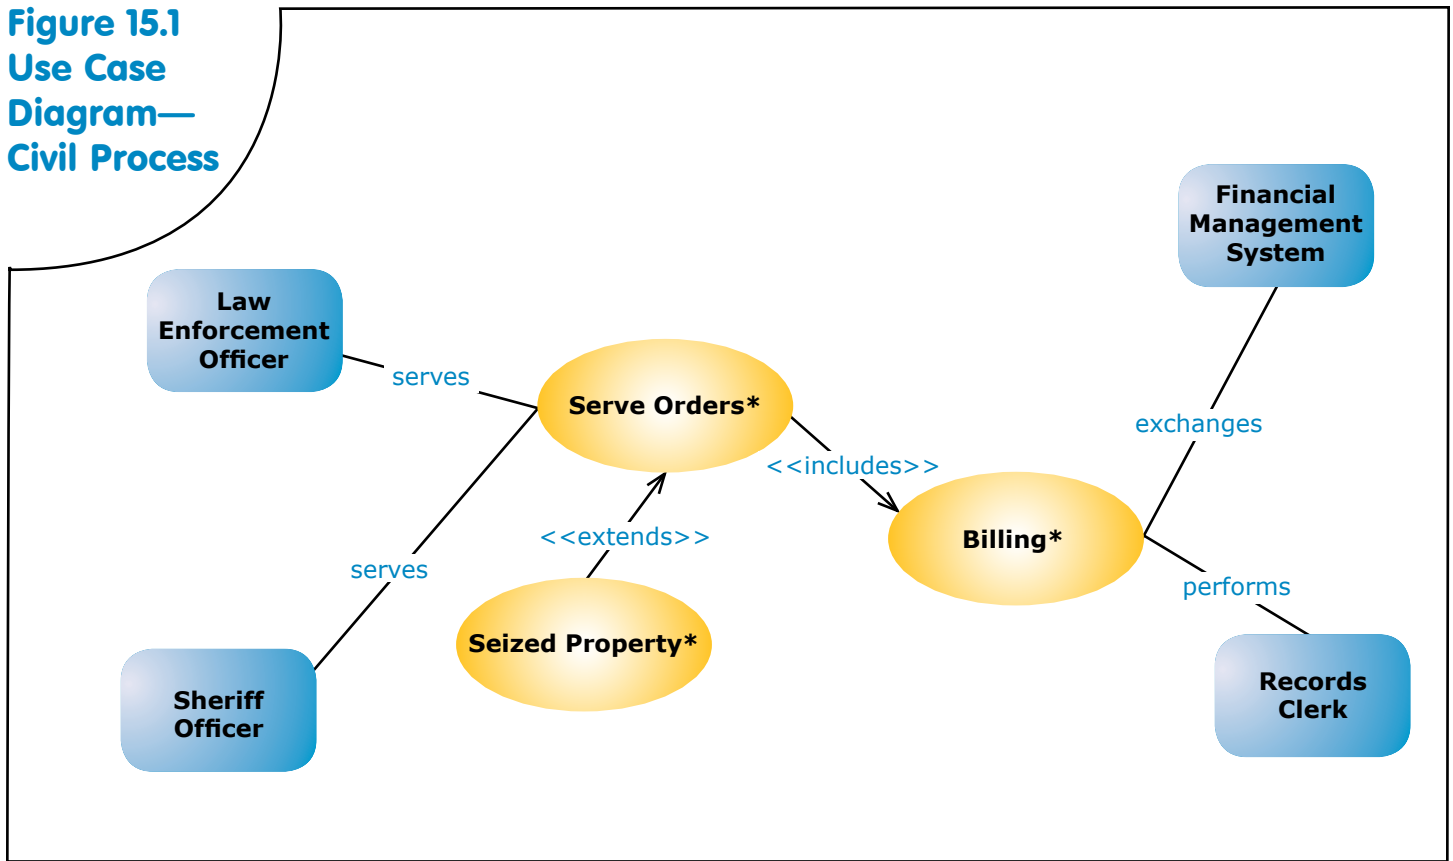 Figure 15.1
Use Case
Diagram—
Civil Process
Financial
Management
System
Law
Enforcement
Officer
serves
Serve Orders*
exchanges
<<includes>>
<<extends>>
Billing*
serves
performs
Seized Property*
Sheriff
Officer
Records
Clerk